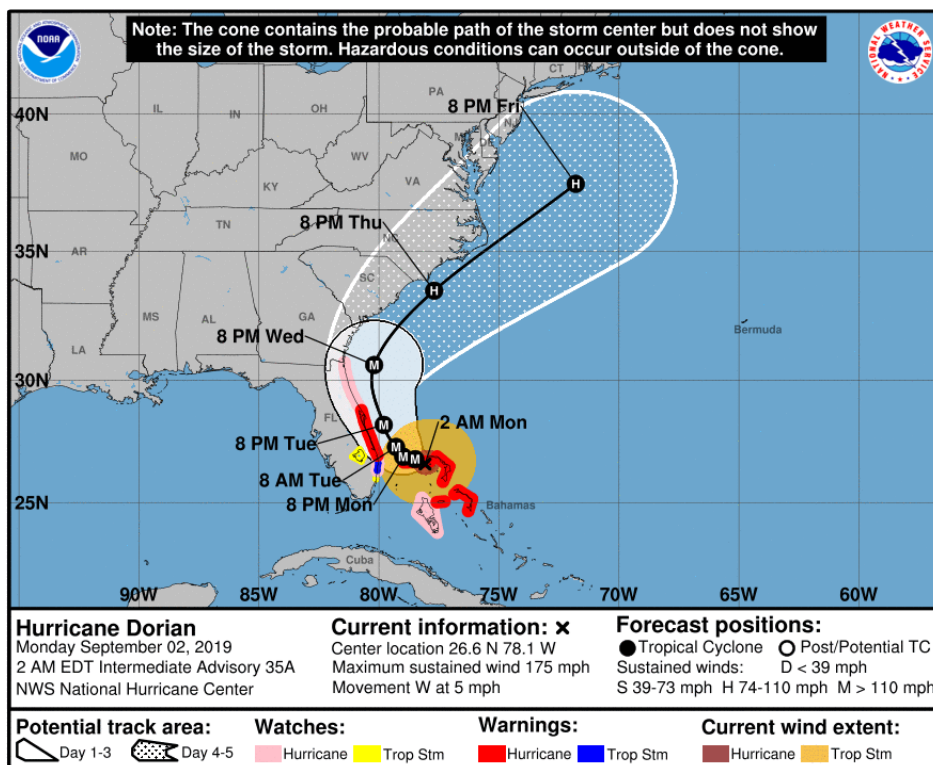 Note: The cone contains the probable path of the storm center but does not show
the size of the storm. Hazardous conditions can occur outside of the cone.
NOAA
NATIONAL WEATHER SERVICE
CT
PA
8 PM Fri
40N
IL
IN
OH
NJ
MD
DE
MO
WV
VA
KY
8 PM Thu
TN
NC
35N
AR
SC
MS
AL
GA
8 PM Wed
Bermuda
LA
30N
FL
2 AM Mon
8 PM Tue
8 AM Tue
8 PM Mon
25N
Bahamas
Cuba
90W
85W
80W
75W
70W
65W
60W
H
H
M
M
M
M
M
Hurricane Dorian
Monday September 02, 2019
2 AM EDT Intermediate Advisory 35A
NWS National Hurricane Center
Current information: ×
Center location 26.6 N 78.1 W
Maximum sustained wind 175 mph
Movement W at 5 mph
Forecast positions:
Tropical Cyclone Post/Potential TC
Sustained winds: D < 39 mph
S 39-73 mph H 74-110 mph M > 110 mph
Potential track area:
Day 1-3 Day 4-5
Watches:
Hurricane Trop Stm
Warnings:
Hurricane Trop Stm
Current wind extent:
Hurricane Trop Stm